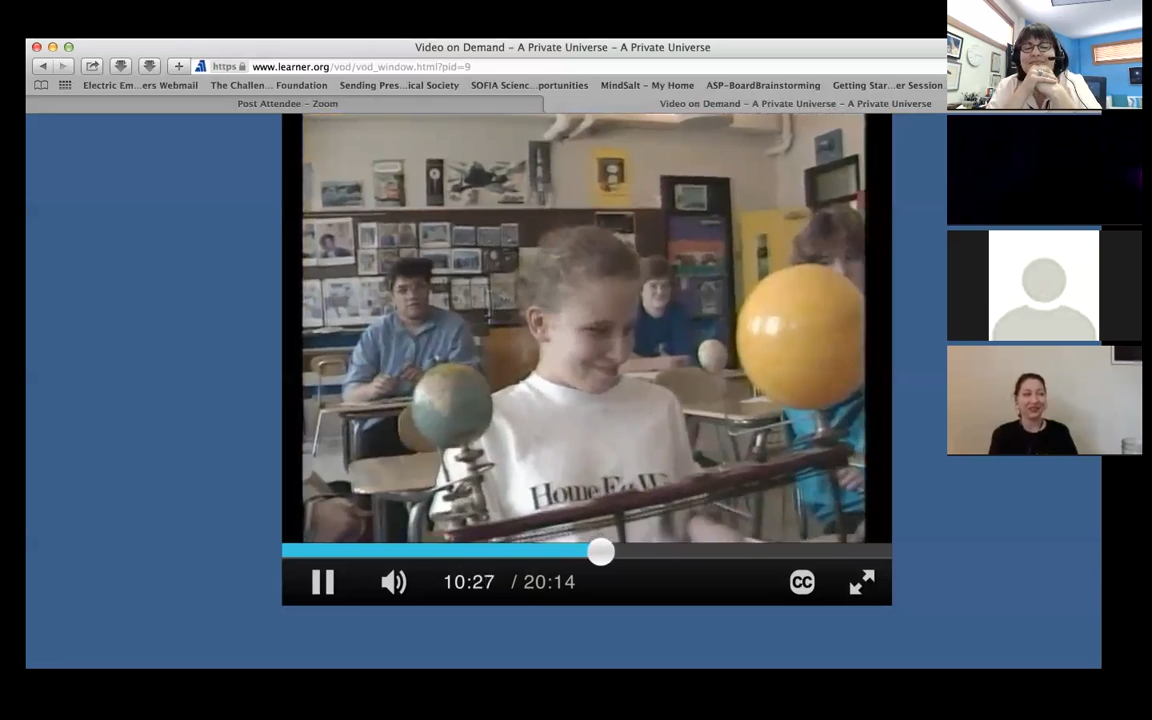 Video on Demand – A Private Universe – A Private Universe
https www.learner.org/vod/vod_window.html?pid=9
Electric Em...ers Webmail The Challen... Foundation Sending Pres...ical Society SOFIA Scienc...portunities MindSalt – My Home ASP-BoardBrainstorming Getting Star...er Session
Post Attendee – Zoom Video on Demand – A Private Universe – A Private Universe
Home
10:27 / 20:14 CC